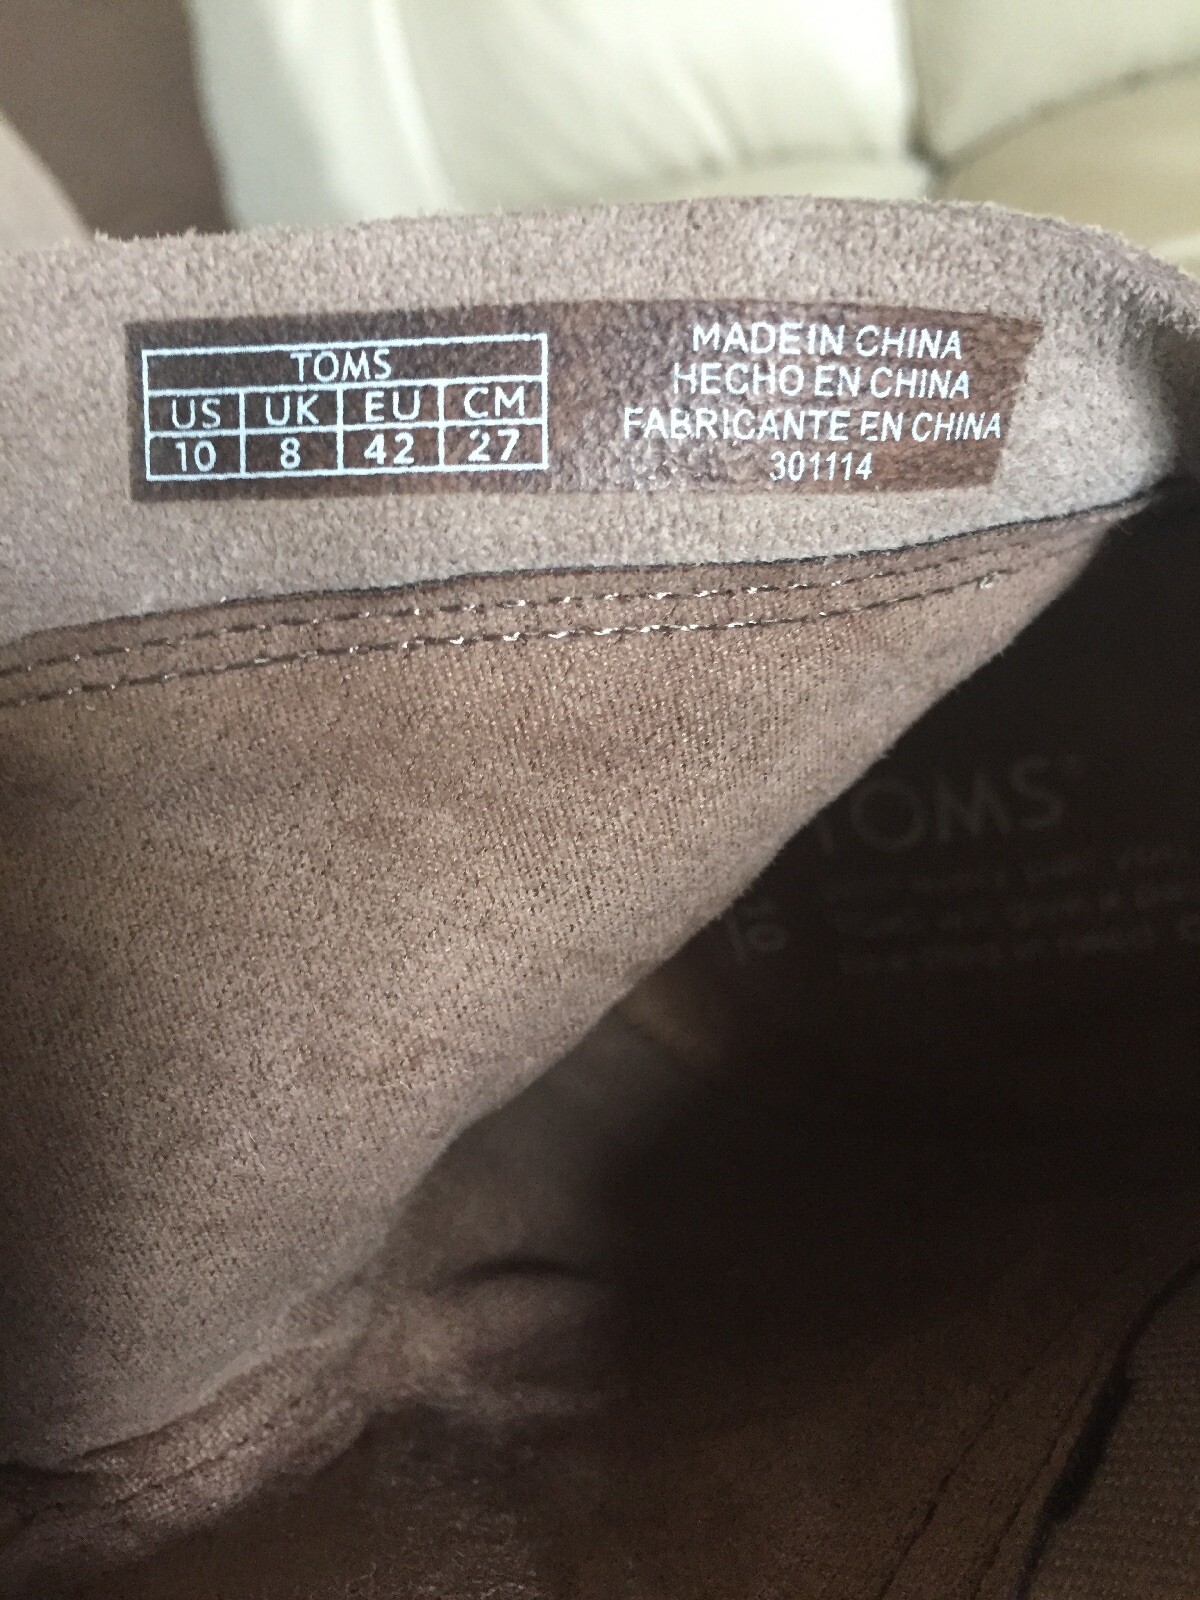 TOMS
US UK EU CM
10 8 42 27
MADE IN CHINA
HECHO EN CHINA
FABRICANTE EN CHINA
301114
TOMS
10